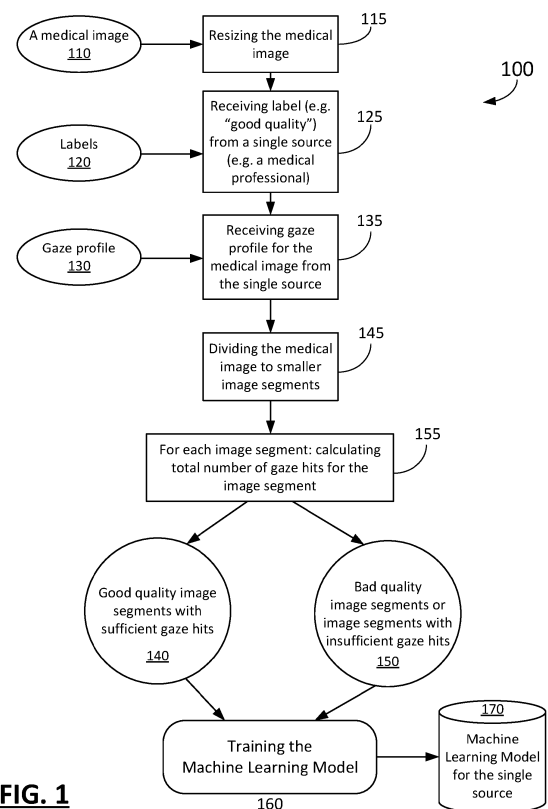 A medical image
110
Resizing the medical
image
115
100
Labels
120
Receiving label (e.g.
“good quality”)
from a single source
(e.g. a medical
professional)
125
Gaze profile
130
Receiving gaze
profile for the
medical image from
the single source
135
Dividing the medical
image to smaller
image segments
145
For each image segment: calculating
total number of gaze hits for the
image segment
155
Good quality image
segments with
sufficient gaze hits
140
Bad quality
image segments or
image segments with
insufficient gaze hits
150
Training the
Machine Learning Model
160
170
Machine
Learning Model
for the single
source
FIG. 1